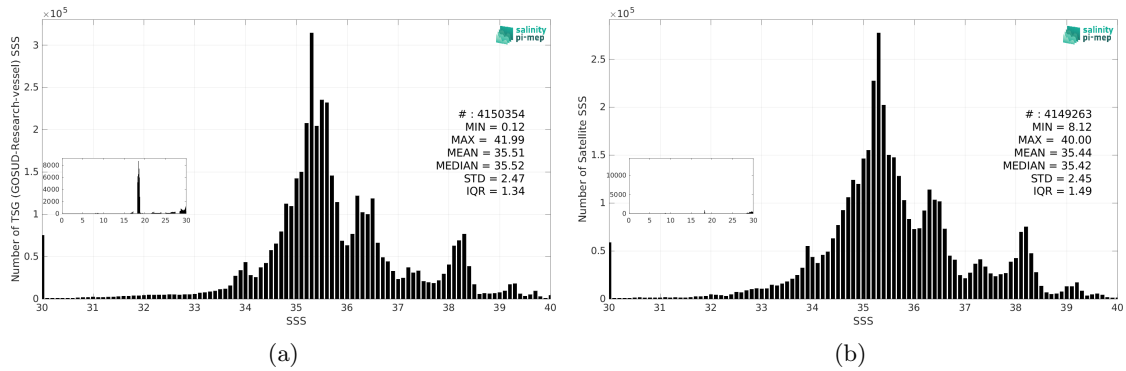 ×10^5
salinity
pi-mep
Number of TSG (GOSUD-Research-vessel) SSS
3
2.5
2
1.5
1
0.5
0
# : 4150354
MIN = 0.12
MAX = 41.99
MEAN = 35.51
MEDIAN = 35.52
STD = 2.47
IQR = 1.34
8000
6000
4000
2000
0
0 5 10 15 20 25 30
30 31 32 33 34 35 36 37 38 39 40
SSS
(a)
×10^5
salinity
pi-mep
Number of Satellite SSS
2.5
2
1.5
1
0.5
0
# : 4149263
MIN = 8.12
MAX = 40.00
MEAN = 35.44
MEDIAN = 35.42
STD = 2.45
IQR = 1.49
10000
5000
0
0 5 10 15 20 25 30
30 31 32 33 34 35 36 37 38 39 40
SSS
(b)